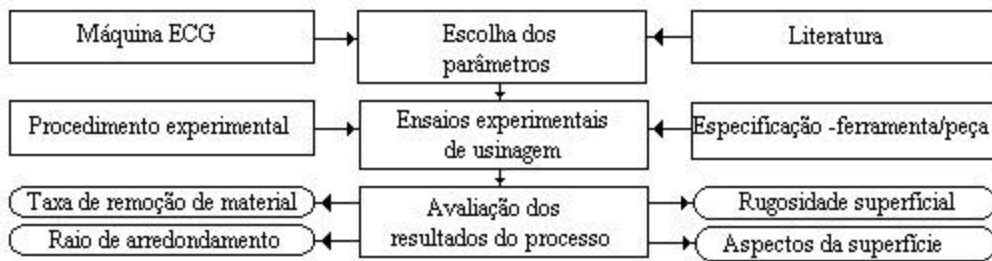 Máquina ECG
Escolha dos
parâmetros
Literatura
Procedimento experimental
Ensaios experimentais
de usinagem
Especificação -ferramenta/peça
Taxa de remoção de material
Raio de arredondamento
Avaliação dos
resultados do processo
Rugosidade superficial
Aspectos da superfície